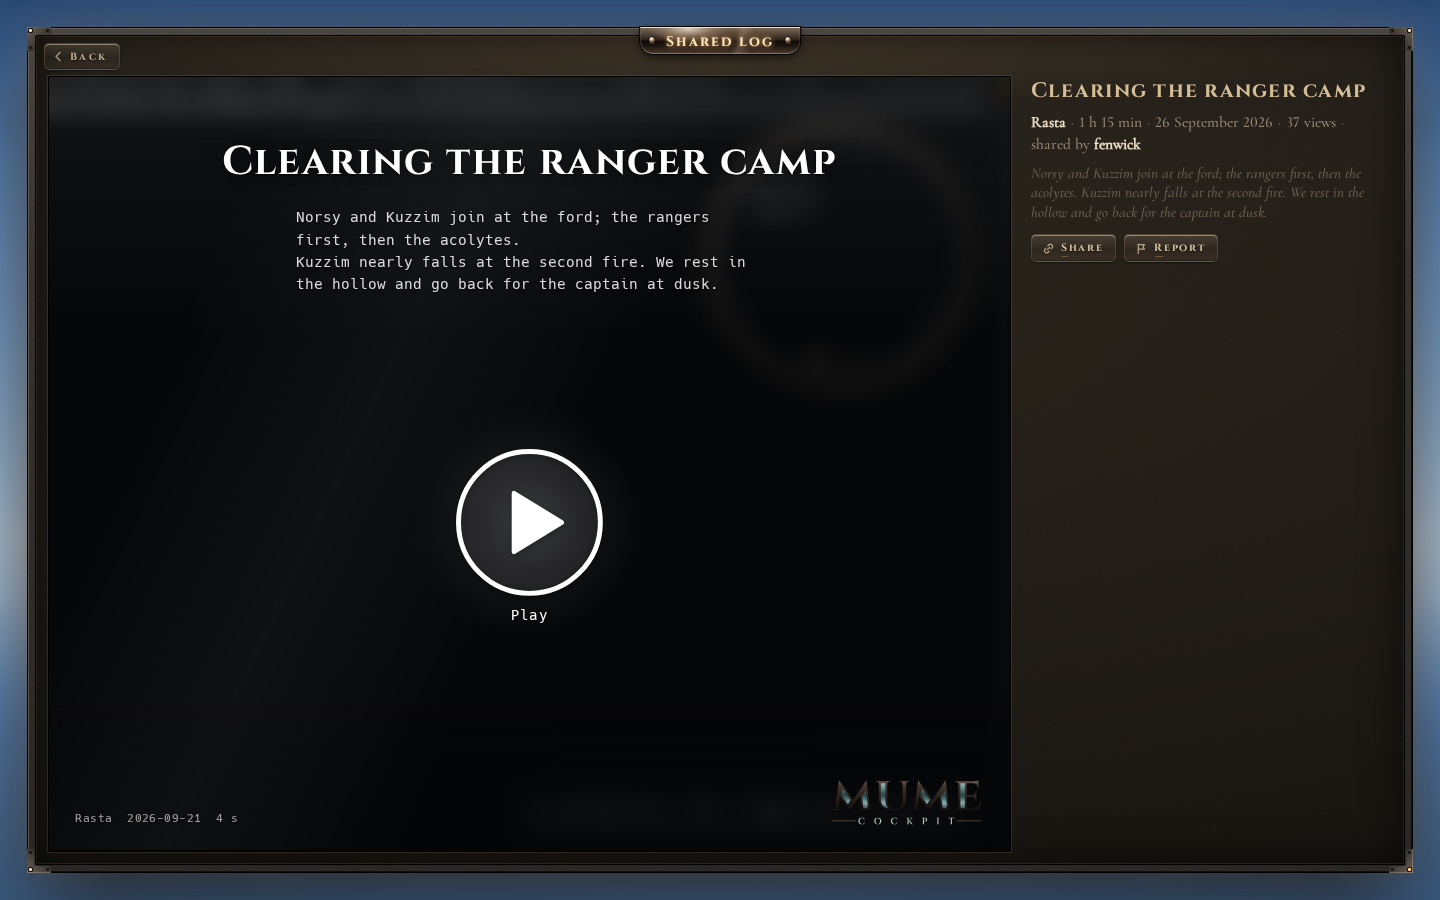 Shared log
Back
Clearing the ranger camp
Norsy and Kuzzim join at the ford; the rangers
first, then the acolytes.
Kuzzim nearly falls at the second fire. We rest in
the hollow and go back for the captain at dusk.
Play
Rasta 2026-09-21 4 s
MUME
COCKPIT
Clearing the ranger camp
Rasta · 1 h 15 min · 26 September 2026 · 37 views ·
shared by fenwick
Norsy and Kuzzim join at the ford; the rangers first, then the
acolytes. Kuzzim nearly falls at the second fire. We rest in the
hollow and go back for the captain at dusk.
Share
Report